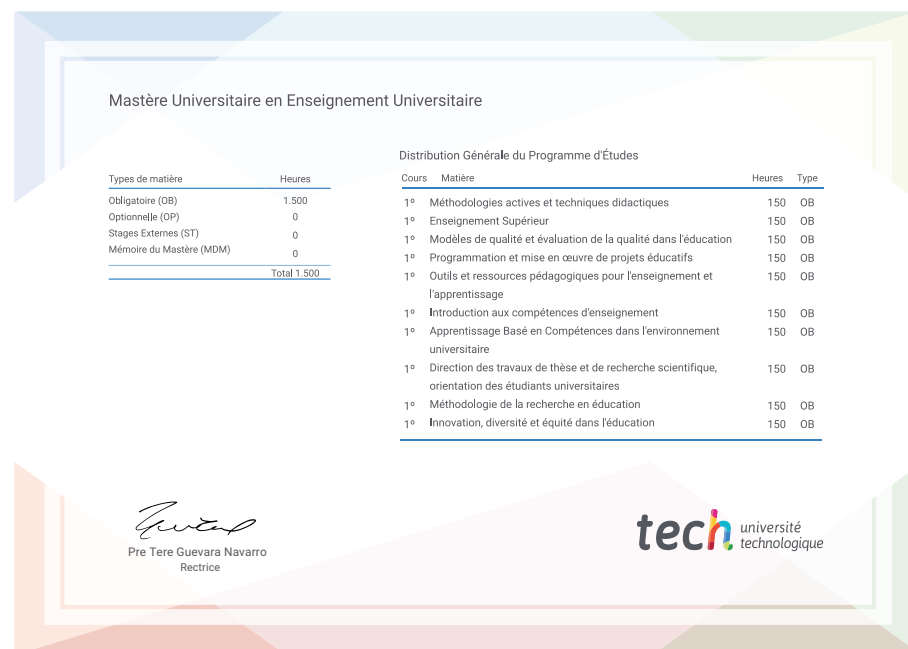 Mastère Universitaire en Enseignement Universitaire
Types de matière Heures
Obligatoire (OB) 1.500
Optionnelle (OP) 0
Stages Externes (ST) 0
Mémoire du Mastère (MDM) 0
Total 1.500
Distribution Générale du Programme d'Études
Cours Matière Heures Type
1º Méthodologies actives et techniques didactiques 150 OB
1º Enseignement Supérieur 150 OB
1º Modèles de qualité et évaluation de la qualité dans l'éducation 150 OB
1º Programmation et mise en œuvre de projets éducatifs 150 OB
1º Outils et ressources pédagogiques pour l'enseignement et 150 OB
l'apprentissage
1º Introduction aux compétences d'enseignement 150 OB
1º Apprentissage Basé en Compétences dans l'environnement 150 OB
universitaire
1º Direction des travaux de thèse et de recherche scientifique, 150 OB
orientation des étudiants universitaires
1º Méthodologie de la recherche en éducation 150 OB
1º Innovation, diversité et équité dans l'éducation 150 OB
Pre Tere Guevara Navarro
Rectrice
tech université
technologique